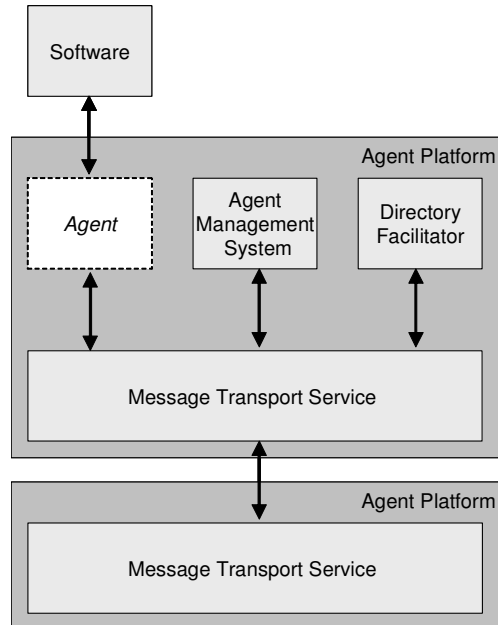 Software
Agent Platform
Agent
Agent
Management
System
Directory
Facilitator
Message Transport Service
Agent Platform
Message Transport Service